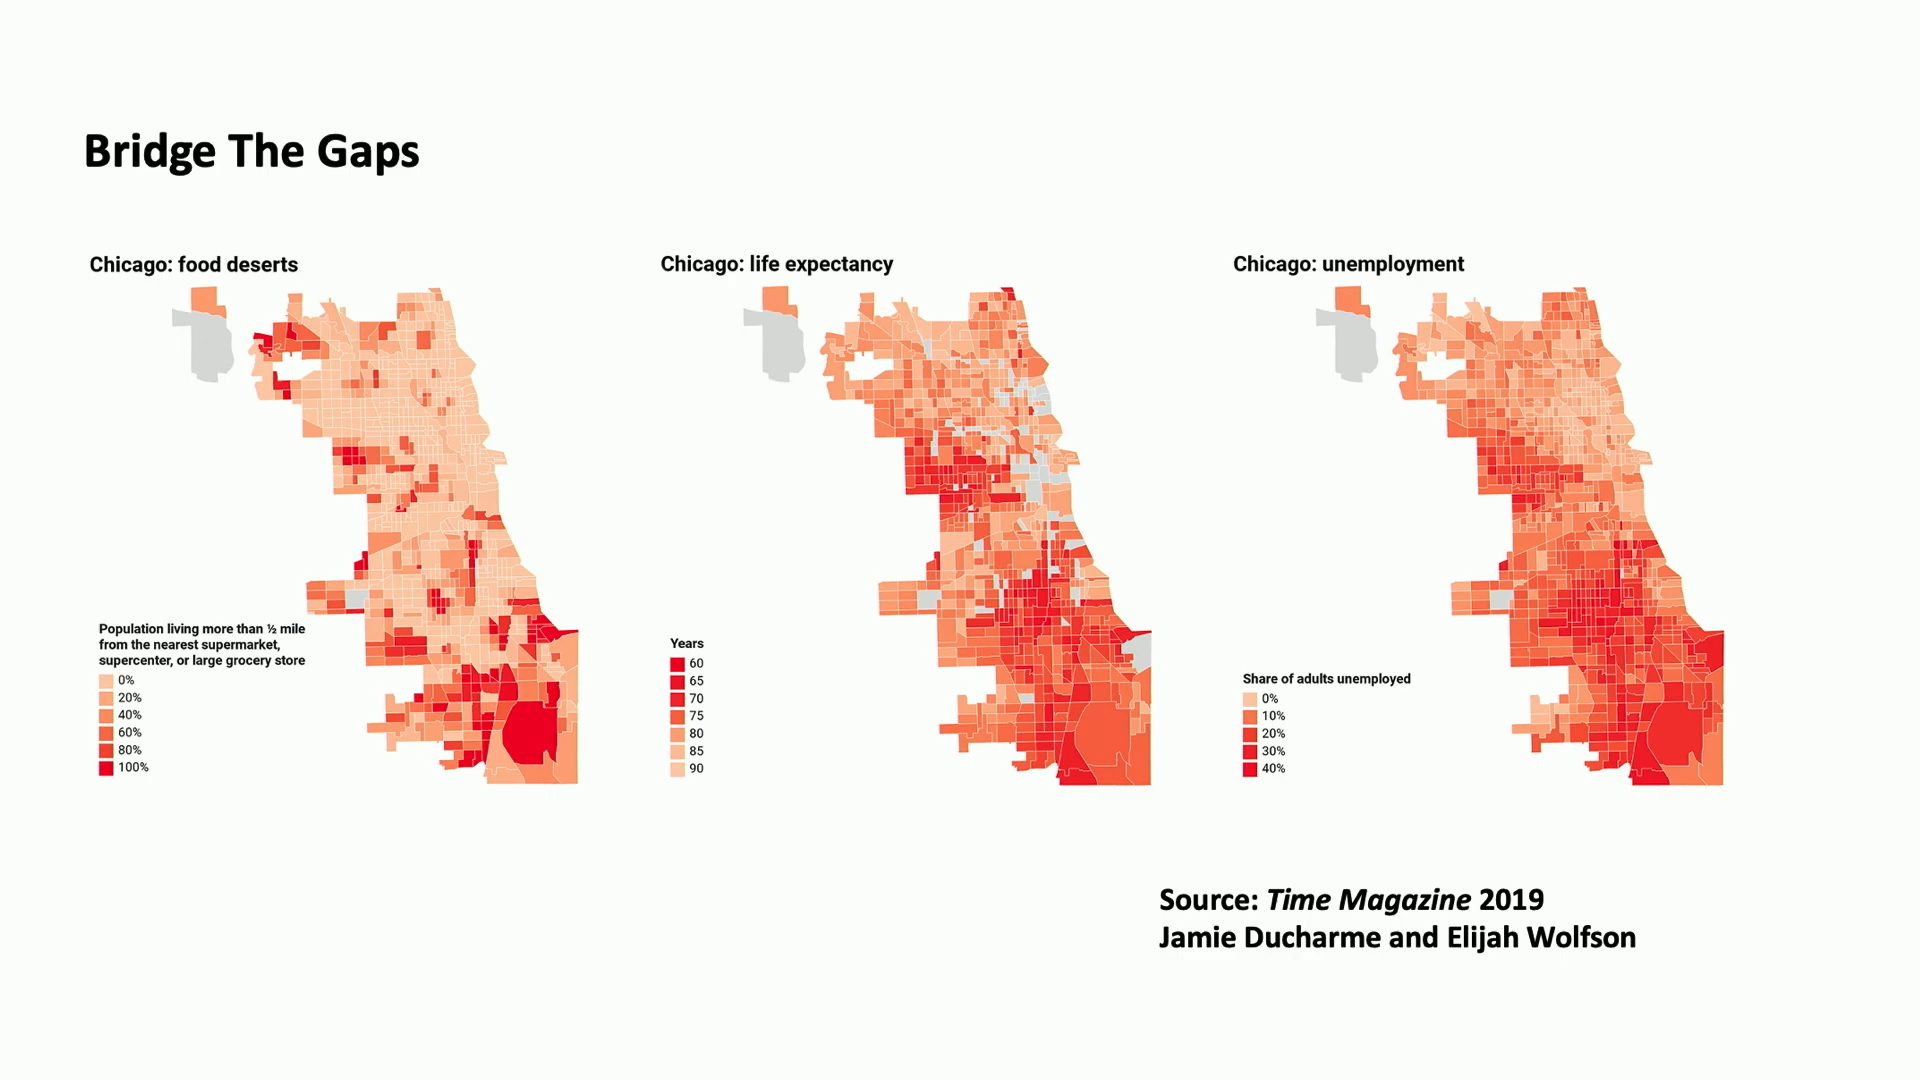 Bridge The Gaps
Chicago: food deserts
Population living more than ½ mile
from the nearest supermarket,
supercenter, or large grocery store
0%
20%
40%
60%
80%
100%
Chicago: life expectancy
Years
60
65
70
75
80
85
90
Chicago: unemployment
Share of adults unemployed
0%
10%
20%
30%
40%
Source: Time Magazine 2019
Jamie Ducharme and Elijah Wolfson